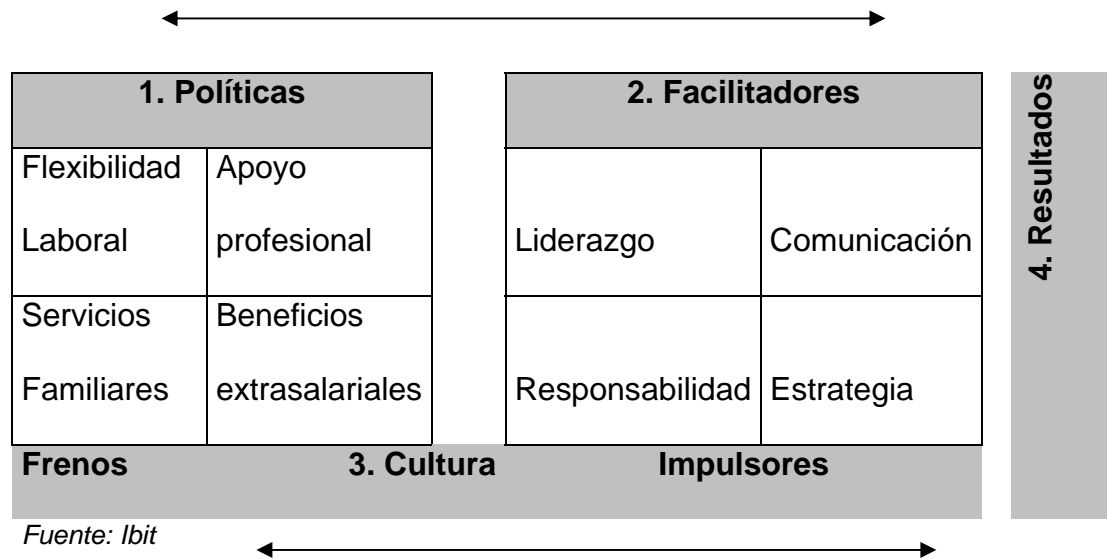 1. Políticas
2. Facilitadores
Flexibilidad
Laboral
Apoyo
profesional
Liderazgo
Comunicación
Servicios
Familiares
Beneficios
extrasalariales
Responsabilidad
Estrategia
Frenos 3. Cultura Impulsores
4. Resultados
Fuente: Ibit